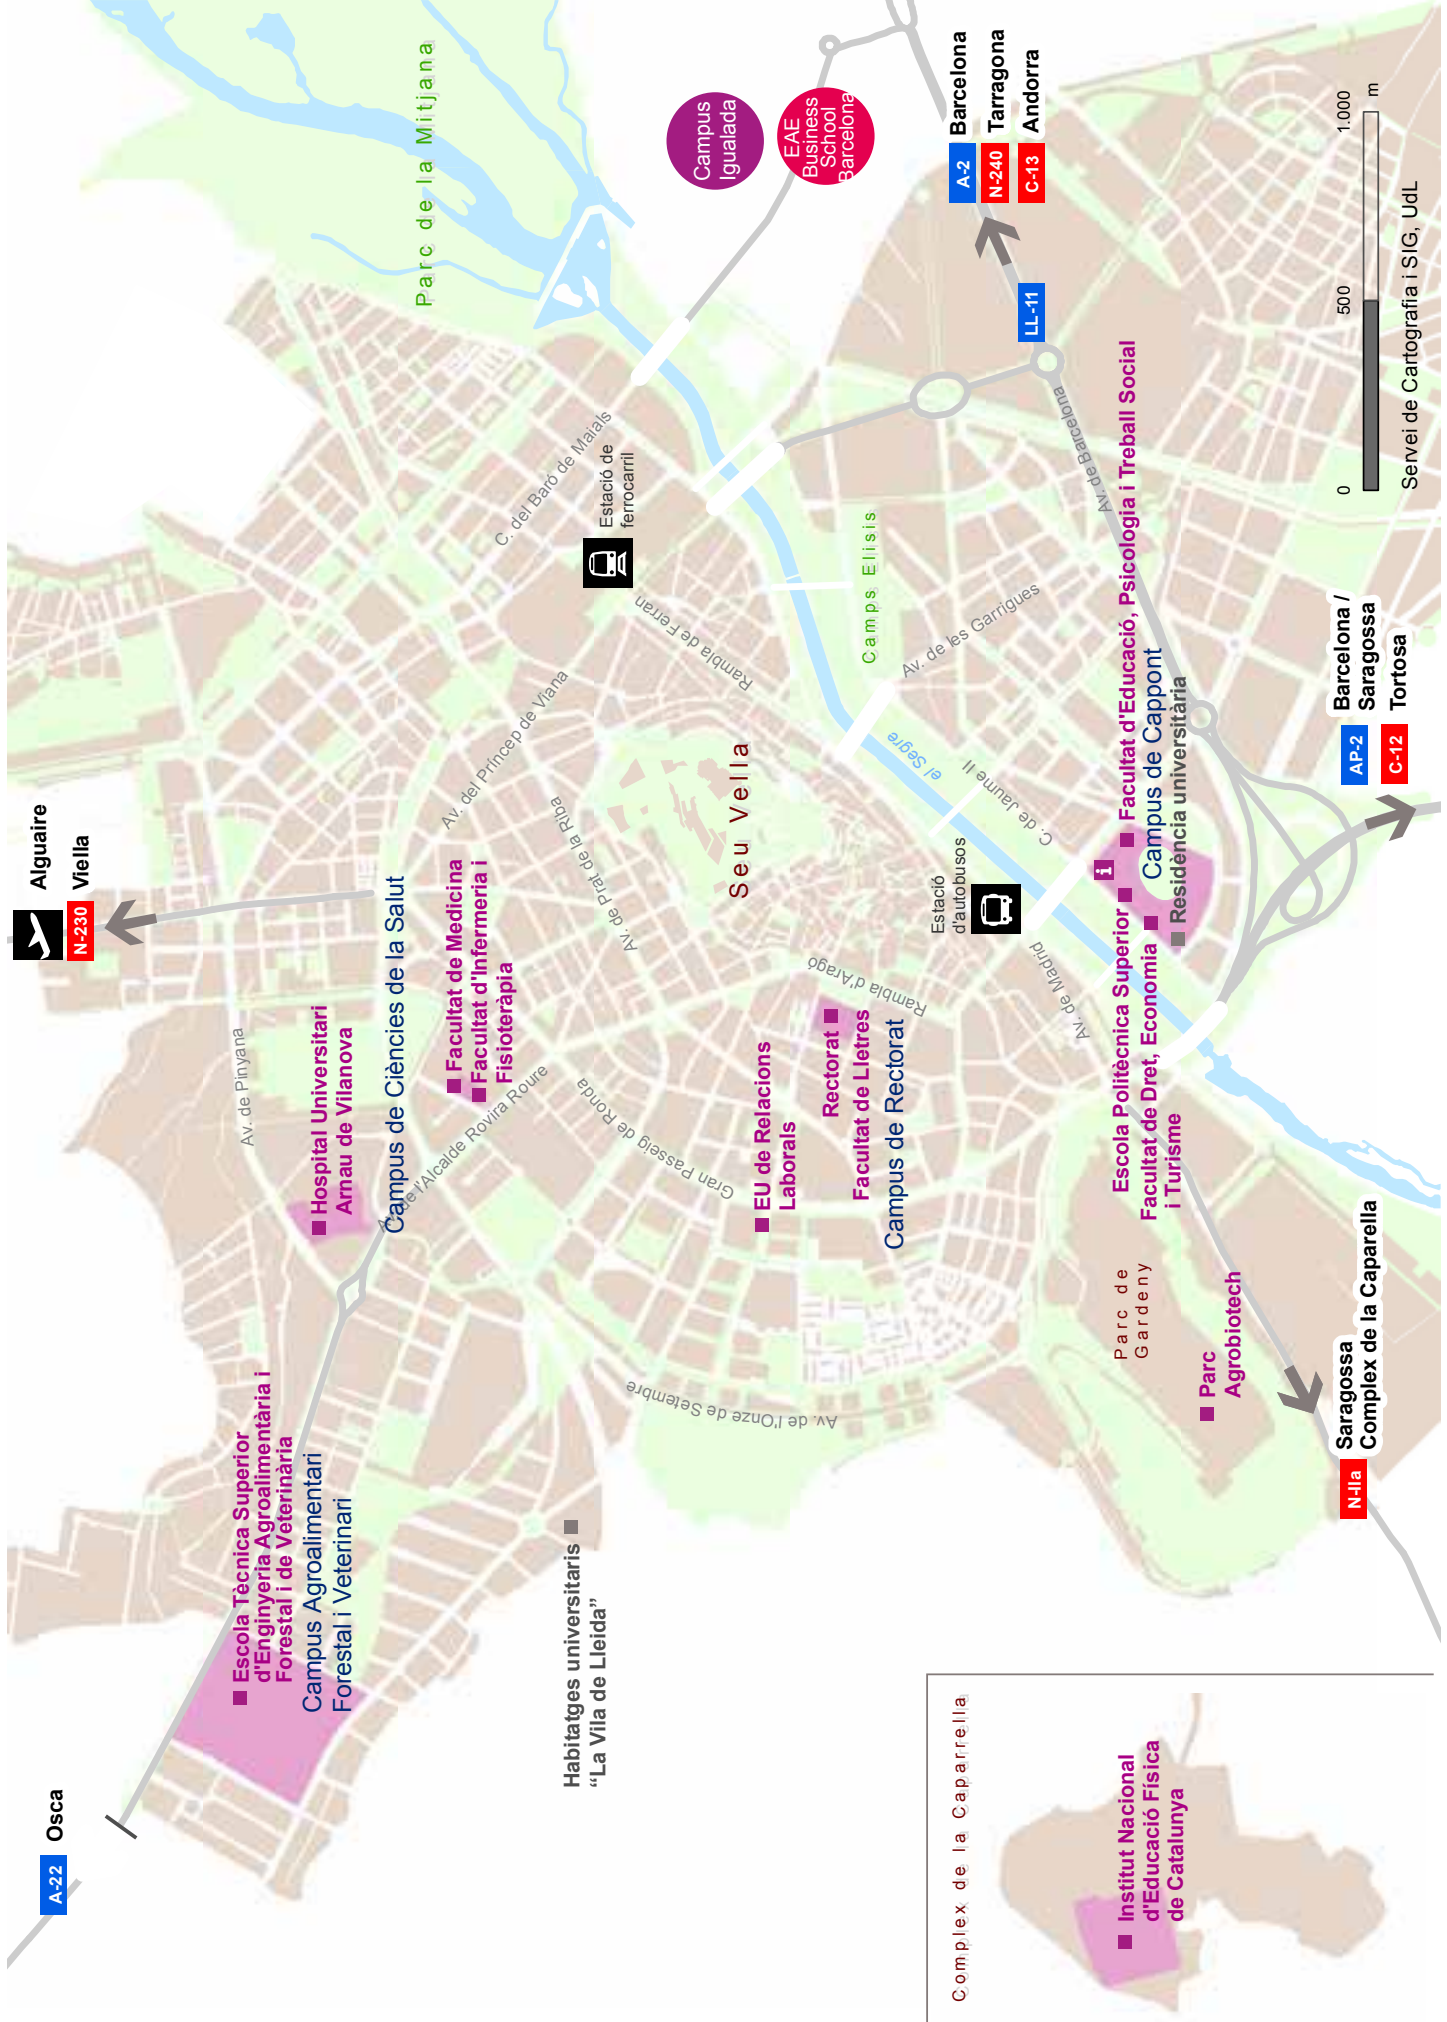 A-22
Osca
Alguaire
N-230
Viella
Parc de la Mitjana
Escola Tècnica Superior
d'Enginyeria Agroalimentària i
Forestal i de Veterinària
Campus Agroalimentari
Forestal i Veterinari
Av. de Pinyana
Hospital Universitari
Arnau de Vilanova
Campus de Ciències de la Salut
Av. de l'Alcalde Rovira Roure
Facultat de Medicina
Facultat d'Infermeria i
Fisioteràpia
Av. del Príncep de Viana
C. del Baró de Maials
Estació de
ferrocarril
Habitatges universitaris
“La Vila de Lleida”
Gran Passeig de Ronda
Av. de Prat de la Riba
Rambla de Ferran
Av. de l'Onze de Setembre
Campus
Igualada
EAE
Business
School
Barcelona
Seu Vella
EU de Relacions
Laborals
Rectorat
Facultat de Lletres
Campus de Rectorat
Rambla d'Aragó
Camps Elisis
el Segre
Av. de les Garrigues
Estació
d'autobusos
C. de Jaume II
Av. de Madrid
A-2
Barcelona
N-240
Tarragona
C-13
Andorra
LL-11
Av. de Barcelona
i
Escola Politècnica Superior
Facultat d'Educació, Psicologia i Treball Social
Facultat de Dret, Economia
i Turisme
Campus de Cappont
Residència universitària
Parc de
Gardeny
Parc
Agrobiotech
N-IIa
Saragossa
Complex de la Caparella
AP-2
Barcelona /
Saragossa
C-12
Tortosa
0
500
1.000
m
Servei de Cartografia i SIG, UdL
Complex de la Caparrella
Institut Nacional
d'Educació Física
de Catalunya